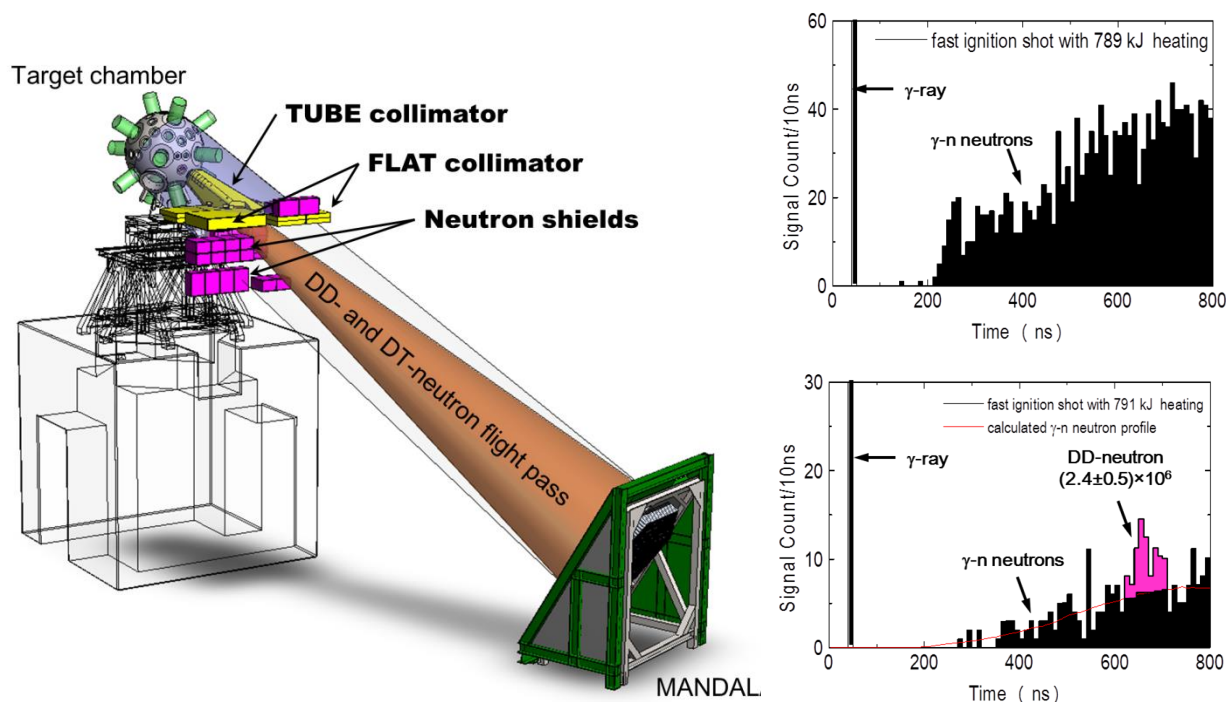 Target chamber
TUBE collimator
FLAT collimator
Neutron shields
DD- and DT-neutron flight pass
MANDAL
60
40
20
0
fast ignition shot with 789 kJ heating
γ-ray
γ-n neutrons
Signal Count/10ns
0 200 400 600 800
Time ( ns)
30
20
10
0
fast ignition shot with 791 kJ heating
calculated γ-n neutron profile
DD-neutron
(2.4±0.5)×10⁶
γ-ray
γ-n neutrons
Signal Count/10ns
0 200 400 600 800
Time ( ns)